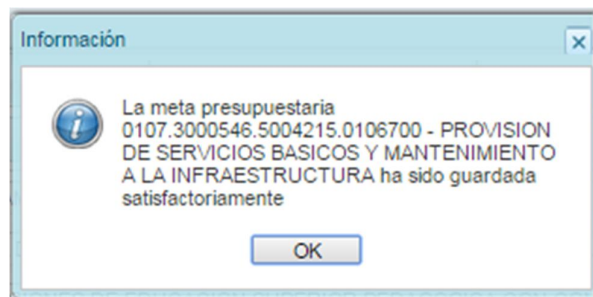 Información
La meta presupuestaria
0107.3000546.5004215.0106700 - PROVISION
DE SERVICIOS BASICOS Y MANTENIMIENTO
A LA INFRAESTRUCTURA ha sido guardada
satisfactoriamente
OK